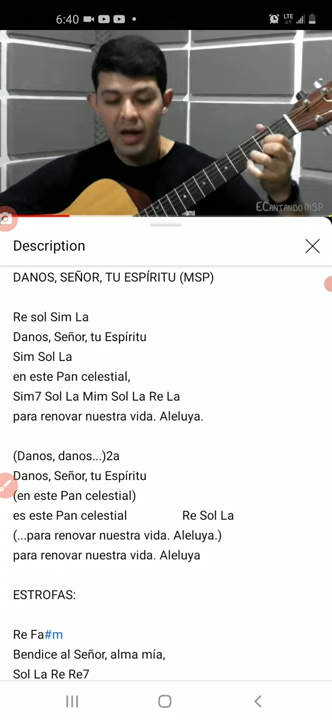 6:40
LTE
ECANTANDO MSP
Description
DANOS, SEÑOR, TU ESPÍRITU (MSP)
Re sol Sim La
Danos, Señor, tu Espíritu
Sim Sol La
en este Pan celestial,
Sim7 Sol La Mim Sol La Re La
para renovar nuestra vida. Aleluya.
(Danos, danos...)2a
Danos, Señor, tu Espíritu
(en este Pan celestial)
es este Pan celestial Re Sol La
(...para renovar nuestra vida. Aleluya.)
para renovar nuestra vida. Aleluya
ESTROFAS:
Re Fa#m
Bendice al Señor, alma mía,
Sol La Re Re7